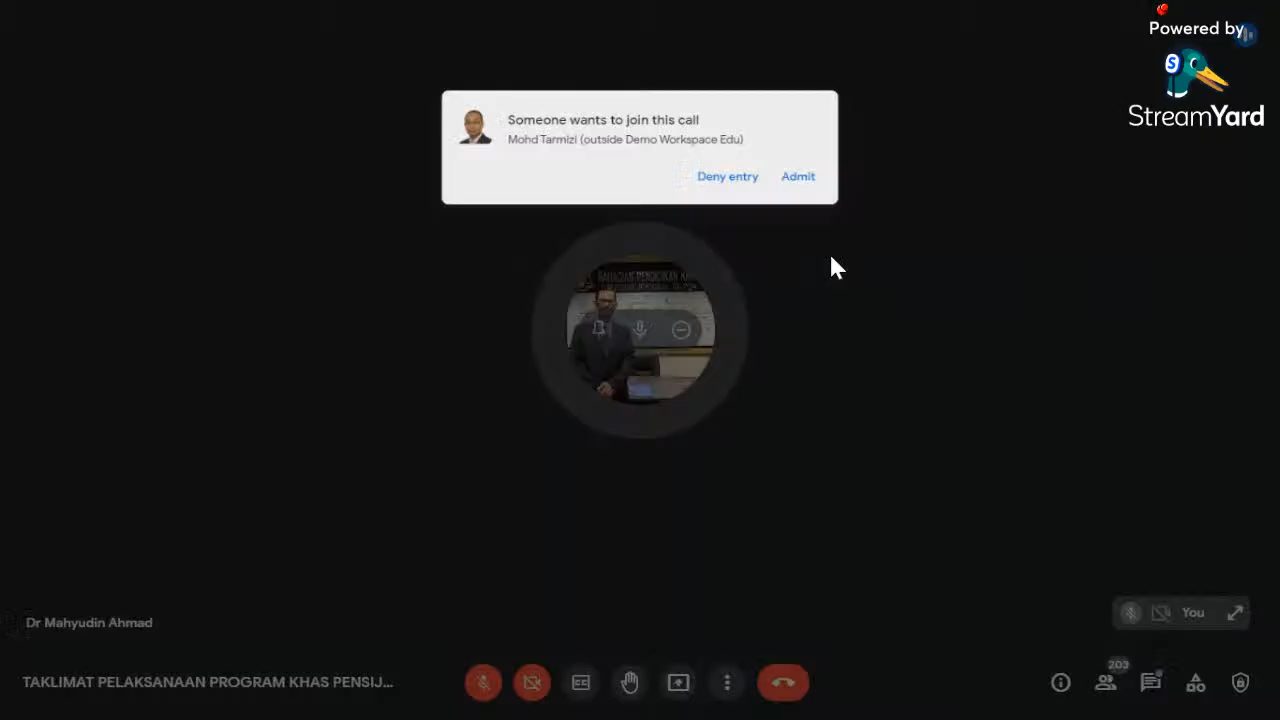 Powered by
StreamYard
Someone wants to join this call
Mohd Tarmizi (outside Demo Workspace Edu)
Deny entry Admit
Dr Mahyudin Ahmad
You
TAKLIMAT PELAKSANAAN PROGRAM KHAS PENSIJ...
203